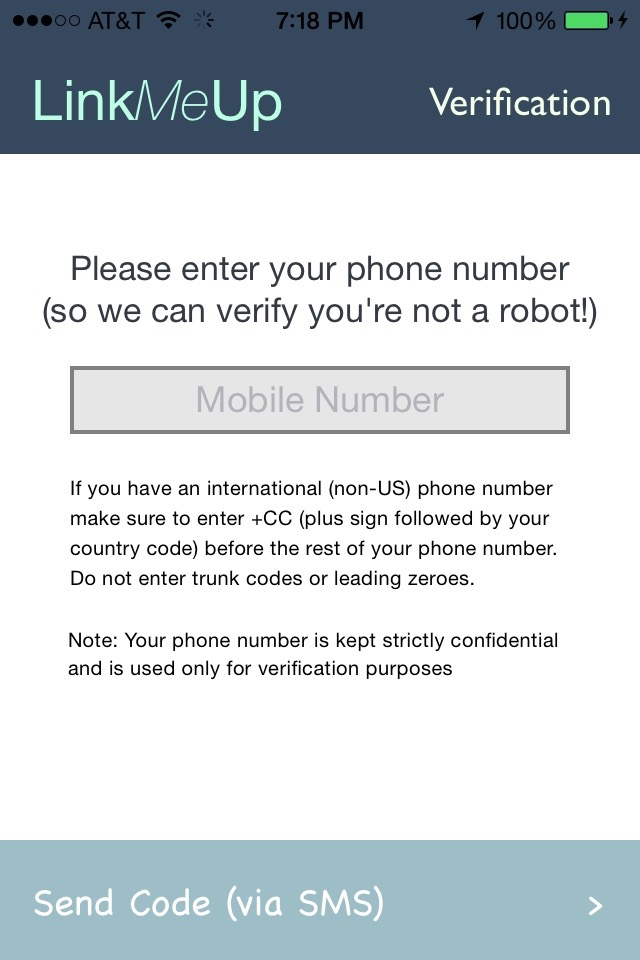 AT&T 7:18 PM 100%
LinkMeUp Verification
Please enter your phone number
(so we can verify you're not a robot!)
Mobile Number
If you have an international (non-US) phone number
make sure to enter +CC (plus sign followed by your
country code) before the rest of your phone number.
Do not enter trunk codes or leading zeroes.
Note: Your phone number is kept strictly confidential
and is used only for verification purposes
Send Code (via SMS) >